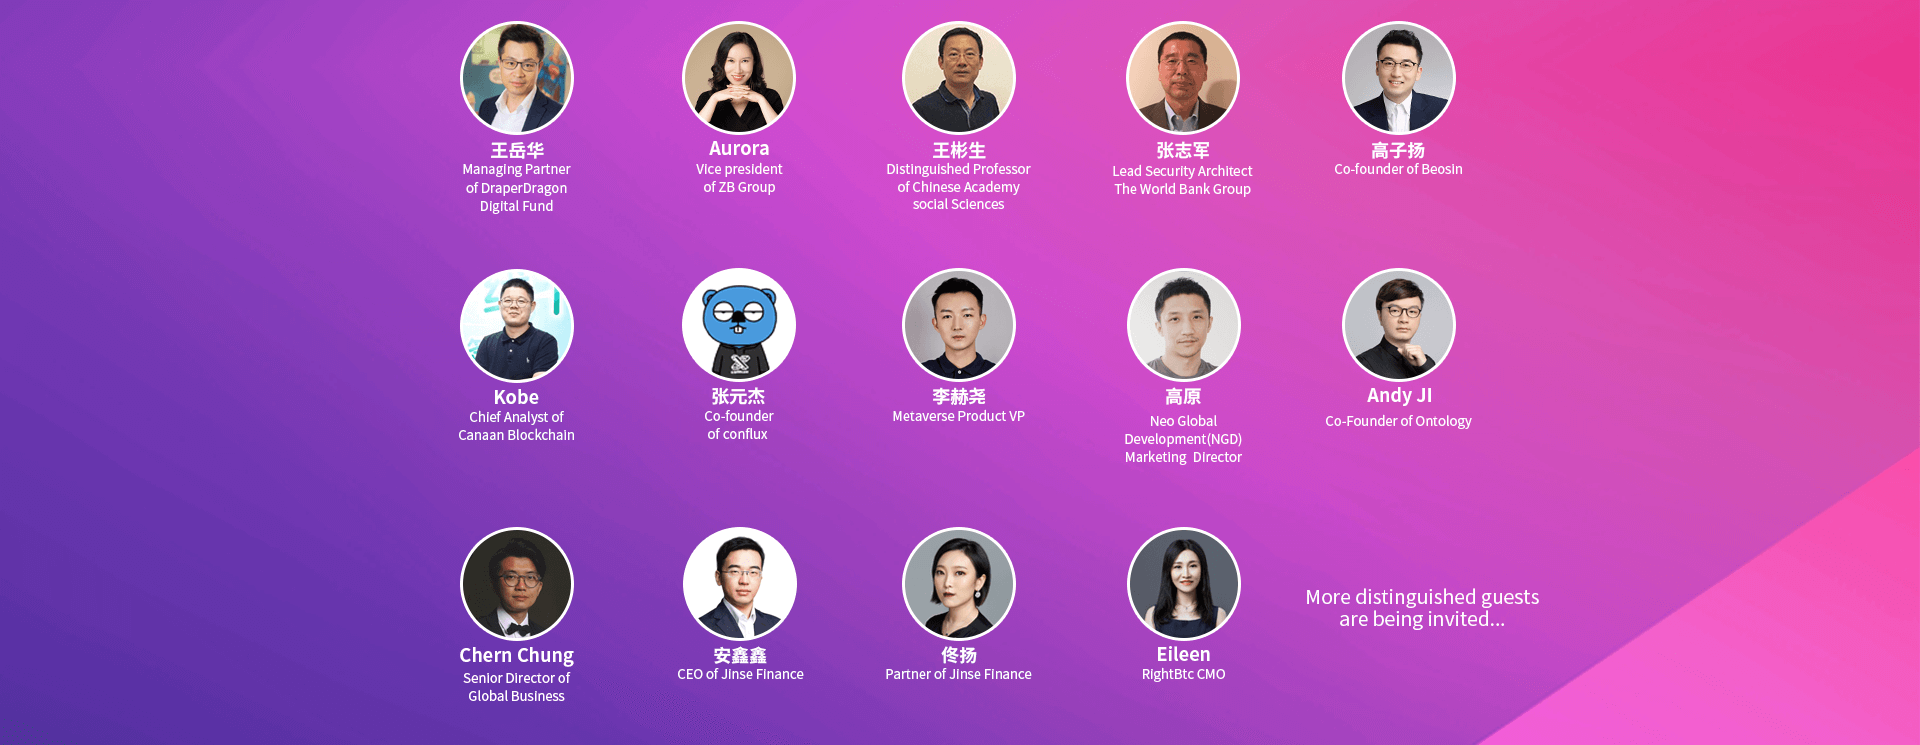 王岳华
Managing Partner
of DraperDragon
Digital Fund
Aurora
Vice president
of ZB Group
王彬生
Distinguished Professor
of Chinese Academy
social Sciences
张志军
Lead Security Architect
The World Bank Group
高子扬
Co-founder of Beosin
Kobe
Chief Analyst of
Canaan Blockchain
张元杰
Co-founder
of conflux
李赫尧
Metaverse Product VP
高原
Neo Global
Development(NGD)
Marketing Director
Andy JI
Co-Founder of Ontology
Chern Chung
Senior Director of
Global Business
安鑫鑫
CEO of Jinse Finance
佟扬
Partner of Jinse Finance
Eileen
RightBtc CMO
More distinguished guests
are being invited...